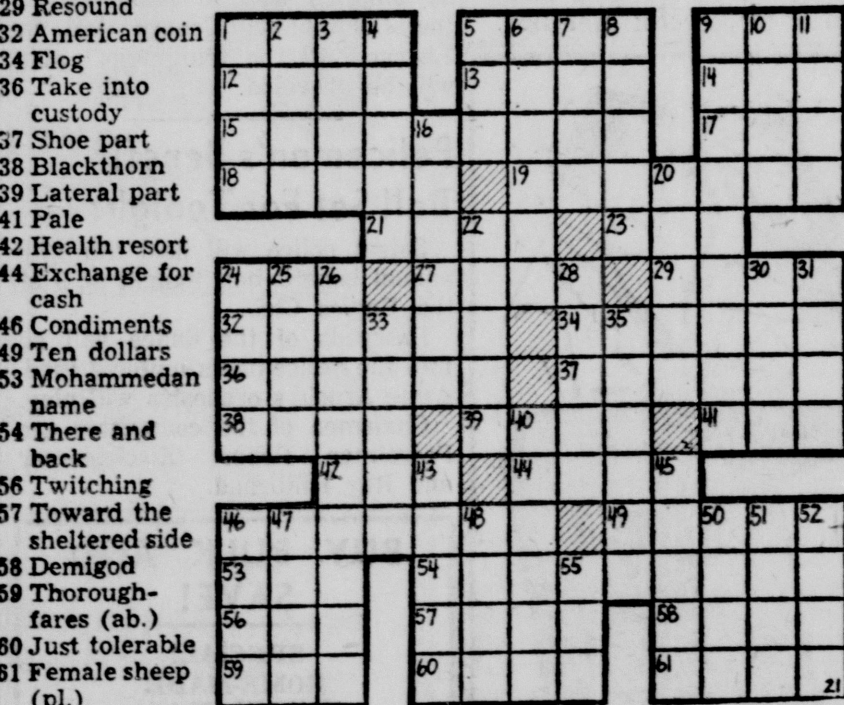 29 Resound
32 American coin
34 Flog
36 Take into
custody
37 Shoe part
38 Blackthorn
39 Lateral part
41 Pale
42 Health resort
44 Exchange for
cash
46 Condiments
49 Ten dollars
53 Mohammedan
name
54 There and
back
56 Twitching
57 Toward the
sheltered side
58 Demigod
59 Thorough-
fares (ab.)
60 Just tolerable
61 Female sheep
(pl.)
1 2 3 4 5 6 7 8 9 10 11
12 13 14
15 16 17
18 19 20
21 22 23
24 25 26 27 28 29 30 31
32 33 34 35
36 37
38 39 40 41
42 43 44 45
46 47 48 49 50 51 52
53 54 55
56 57 58
59 60 61
21